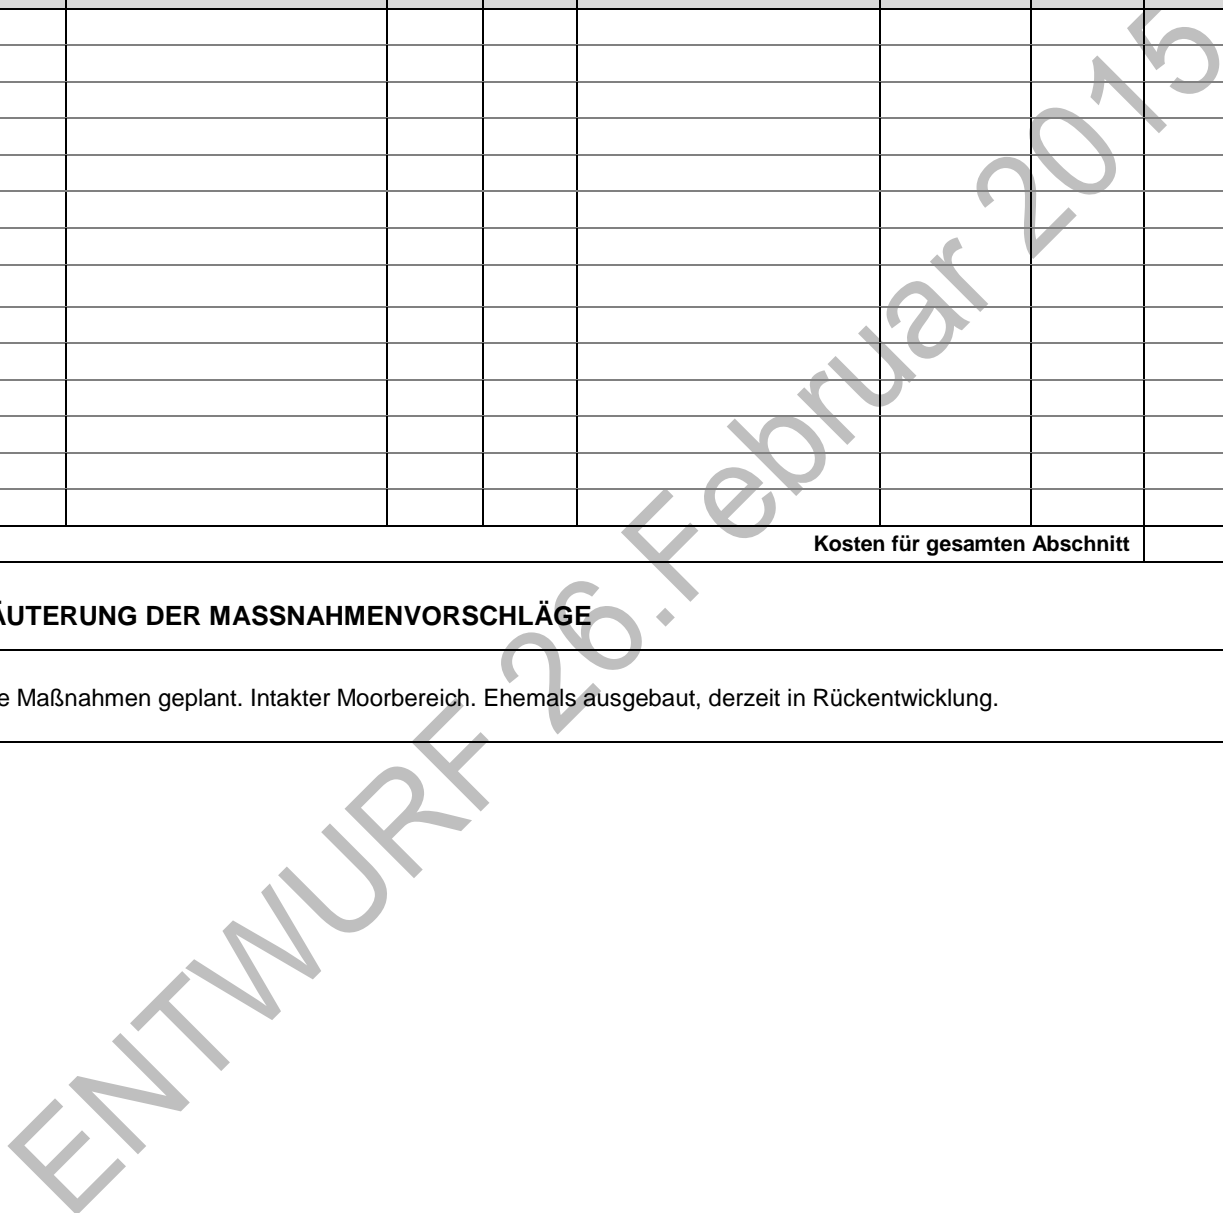 Kosten für gesamten Abschnitt
ÄUTERUNG DER MASSNAHMENVORSCHLÄGE
e Maßnahmen geplant. Intakter Moorbereich. Ehemals ausgebaut, derzeit in Rückentwicklung.
ENTWURF 26.Februar 2015